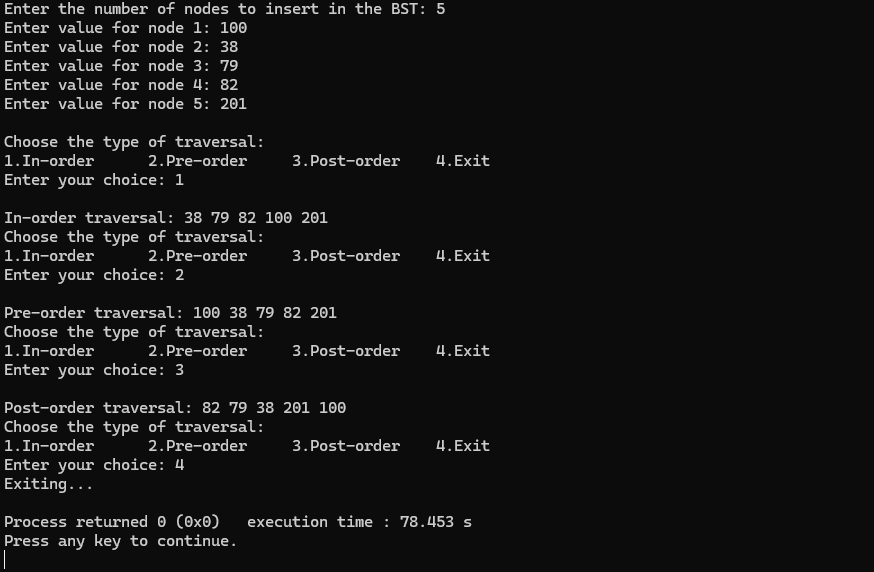 Enter the number of nodes to insert in the BST: 5
Enter value for node 1: 100
Enter value for node 2: 38
Enter value for node 3: 79
Enter value for node 4: 82
Enter value for node 5: 201

Choose the type of traversal:
1.In-order      2.Pre-order     3.Post-order    4.Exit
Enter your choice: 1

In-order traversal: 38 79 82 100 201
Choose the type of traversal:
1.In-order      2.Pre-order     3.Post-order    4.Exit
Enter your choice: 2

Pre-order traversal: 100 38 79 82 201
Choose the type of traversal:
1.In-order      2.Pre-order     3.Post-order    4.Exit
Enter your choice: 3

Post-order traversal: 82 79 38 201 100
Choose the type of traversal:
1.In-order      2.Pre-order     3.Post-order    4.Exit
Enter your choice: 4
Exiting...

Process returned 0 (0x0)   execution time : 78.453 s
Press any key to continue.